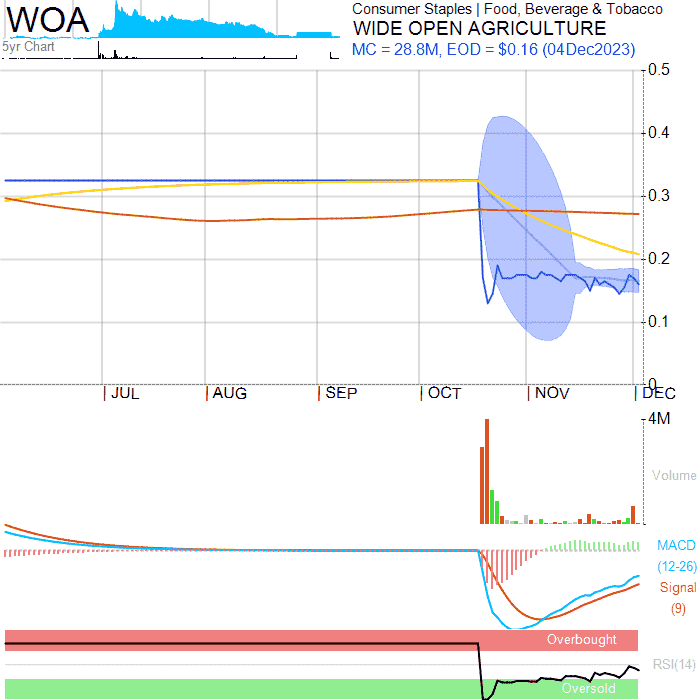 WOA
5yr Chart
Consumer Staples | Food, Beverage & Tobacco
WIDE OPEN AGRICULTURE
MC = 28.8M, EOD = $0.16 (04Dec2023)
0.5
0.4
0.3
0.2
0.1
0
JUL AUG SEP OCT NOV DEC
4M
Volume
MACD
(12-26)
Signal
(9)
Overbought
RSI(14)
Oversold